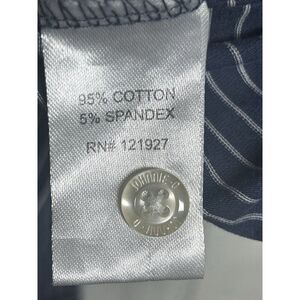 95% COTTON
5% SPANDEX
RN# 121927